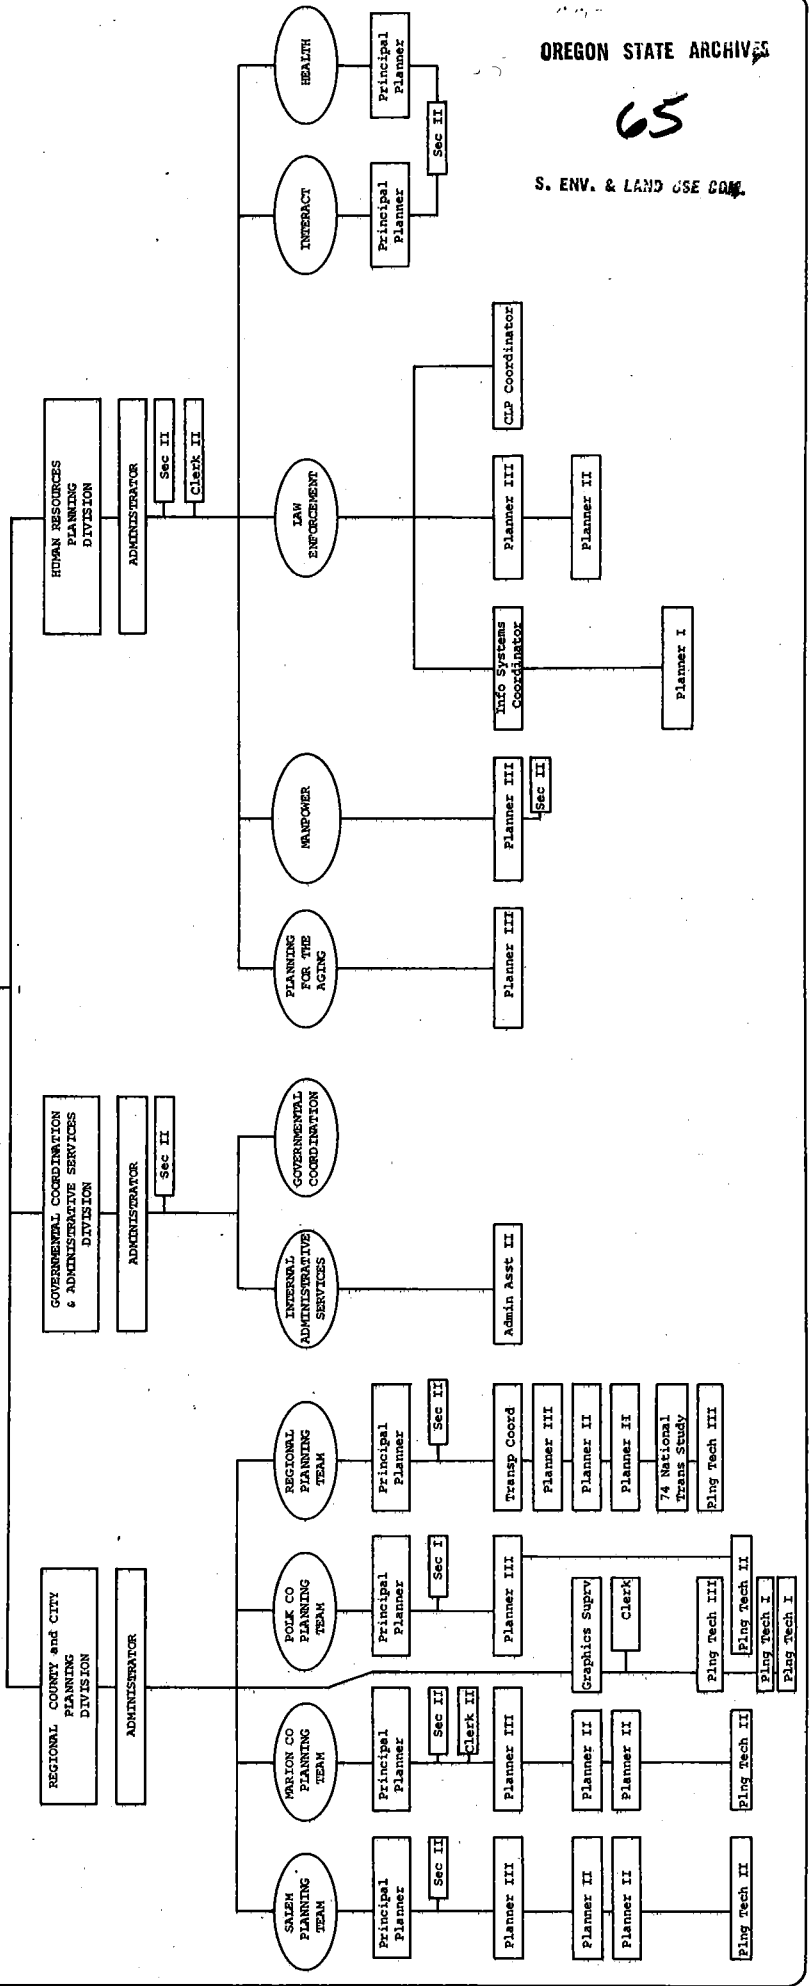 OREGON STATE ARCHIVES
65
S. ENV. & LAND USE COM.
REGIONAL COUNTY and CITY
PLANNING
DIVISION
ADMINISTRATOR
SALEM
PLANNING
TEAM
Principal
Planner
Sec II
Planner III
Planner II
Planner II
Plng Tech II
MARION CO
PLANNING
TEAM
Principal
Planner
Sec II
Clerk II
Planner III
Planner II
Planner II
Plng Tech II
Graphics Suprv
Clerk
Plng Tech III
Plng Tech I
Plng Tech I
POLK CO
PLANNING
TEAM
Principal
Planner
Sec I
Planner III
Plng Tech II
REGIONAL
PLANNING
TEAM
Principal
Planner
Sec II
Transp Coord
Planner III
Planner II
Planner II
74 National
Trans Study
Plng Tech III
GOVERNMENTAL COORDINATION
& ADMINISTRATIVE SERVICES
DIVISION
ADMINISTRATOR
Sec II
INTERNAL
ADMINISTRATIVE
SERVICES
Admin Asst II
GOVERNMENTAL
COORDINATION
HUMAN RESOURCES
PLANNING
DIVISION
ADMINISTRATOR
Sec II
Clerk II
PLANNING
FOR THE
AGING
Planner III
MANPOWER
Planner III
Sec II
LAW
ENFORCEMENT
Info Systems
Coordinator
Planner I
Planner III
Planner II
CLP Coordinator
INTERACT
Principal
Planner
HEALTH
Principal
Planner
Sec II